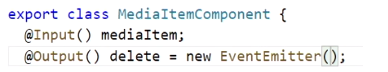 export class MediaItemComponent {
  @Input() mediaItem;
  @Output() delete = new EventEmitter();